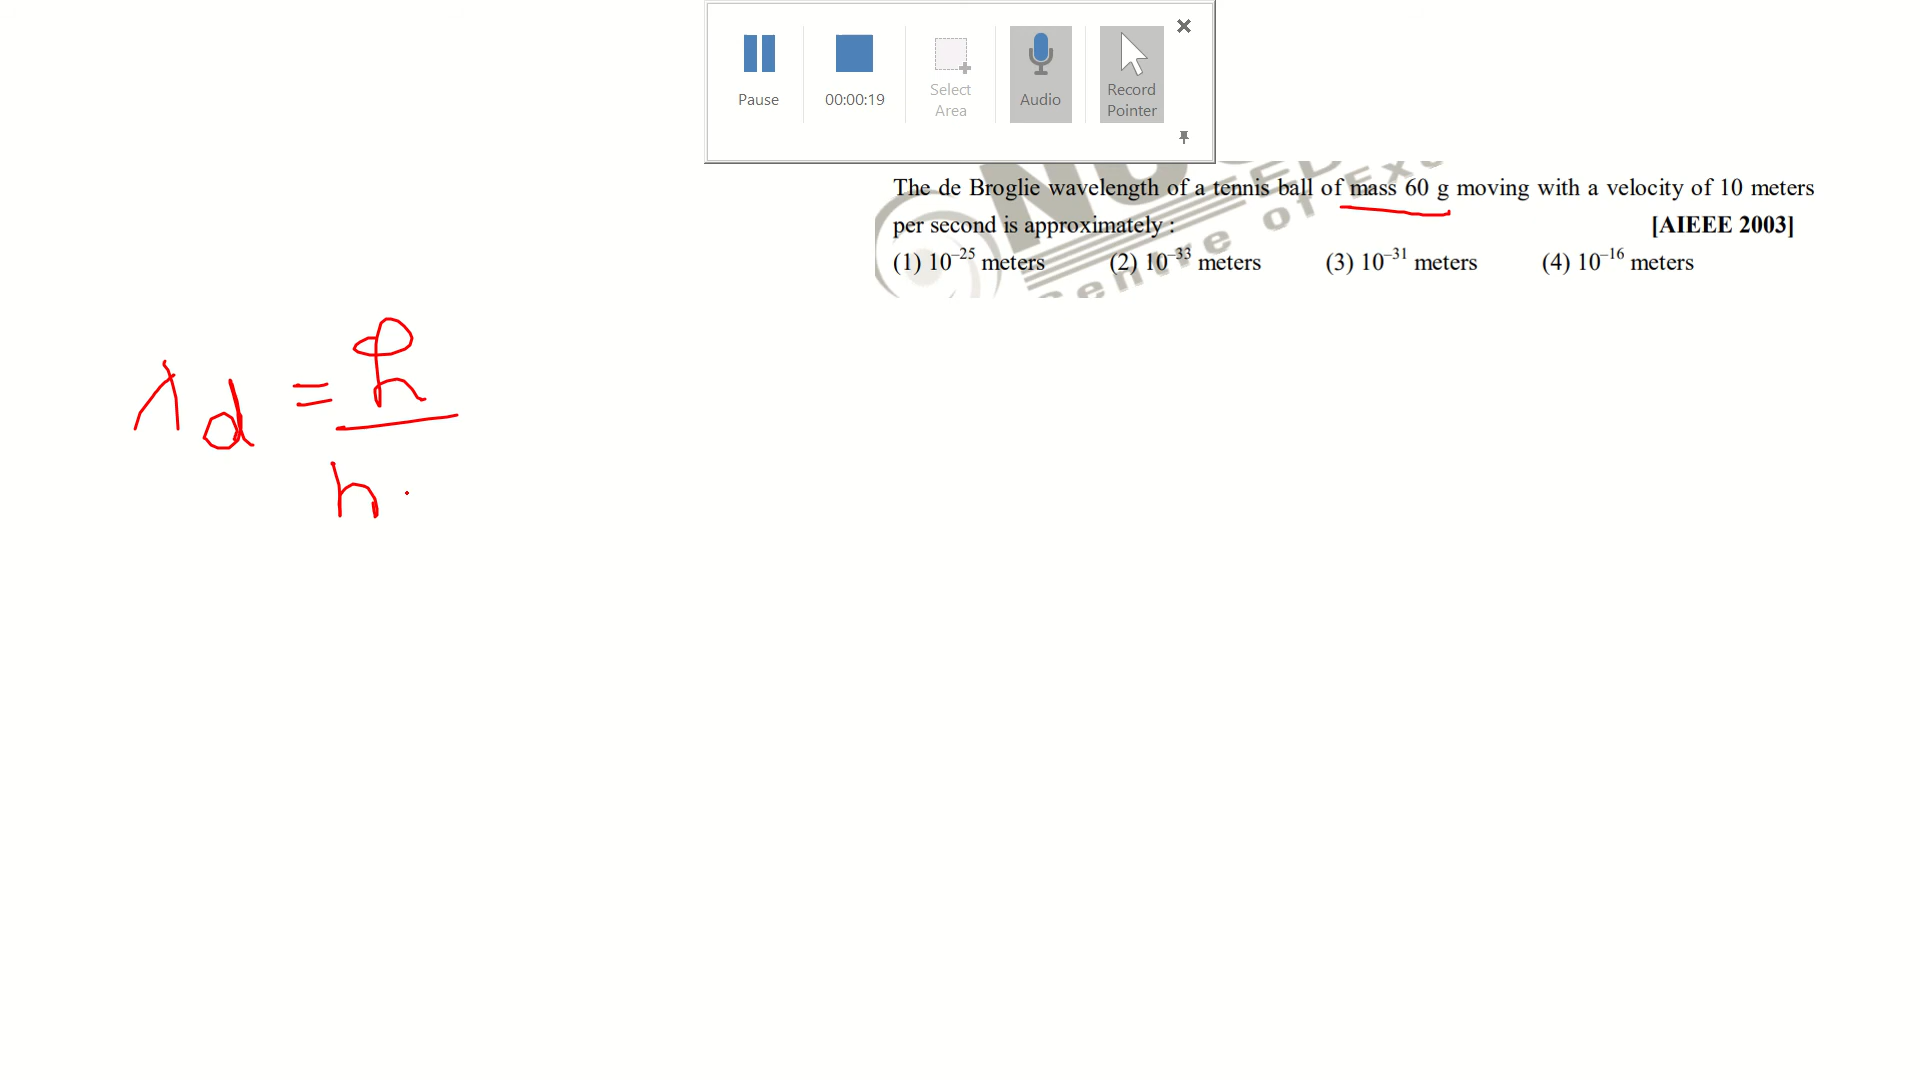 Pause
00:00:19
Select
Area
Audio
Record
Pointer
The de Broglie wavelength of a tennis ball of mass 60 g moving with a velocity of 10 meters
per second is approximately : [AIEEE 2003]
(1) 10⁻²⁵ meters (2) 10⁻³³ meters (3) 10⁻³¹ meters (4) 10⁻¹⁶ meters
λd = h